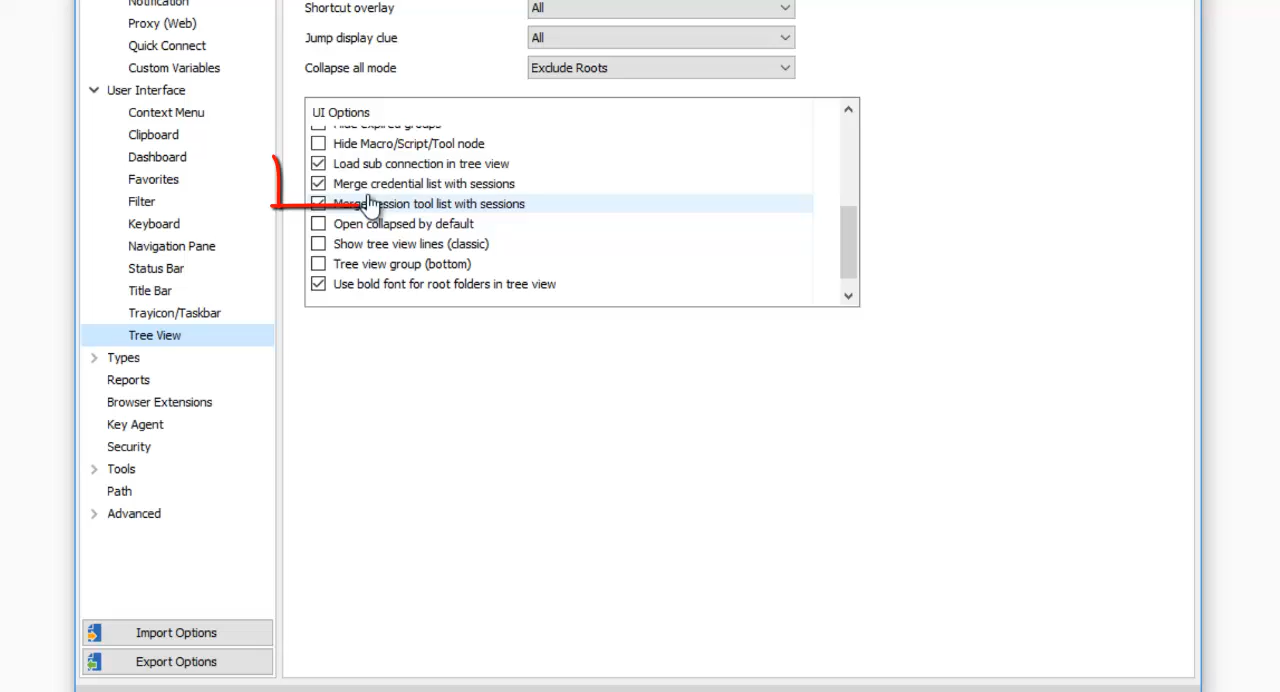 Notification
Proxy (Web)
Quick Connect
Custom Variables
User Interface
Context Menu
Clipboard
Dashboard
Favorites
Filter
Keyboard
Navigation Pane
Status Bar
Title Bar
Trayicon/Taskbar
Tree View
Types
Reports
Browser Extensions
Key Agent
Security
Tools
Path
Advanced
Import Options
Export Options
Shortcut overlay All
Jump display clue All
Collapse all mode Exclude Roots
UI Options
Hide expired groups
Hide Macro/Script/Tool node
Load sub connection in tree view
Merge credential list with sessions
Merge session tool list with sessions
Open collapsed by default
Show tree view lines (classic)
Tree view group (bottom)
Use bold font for root folders in tree view